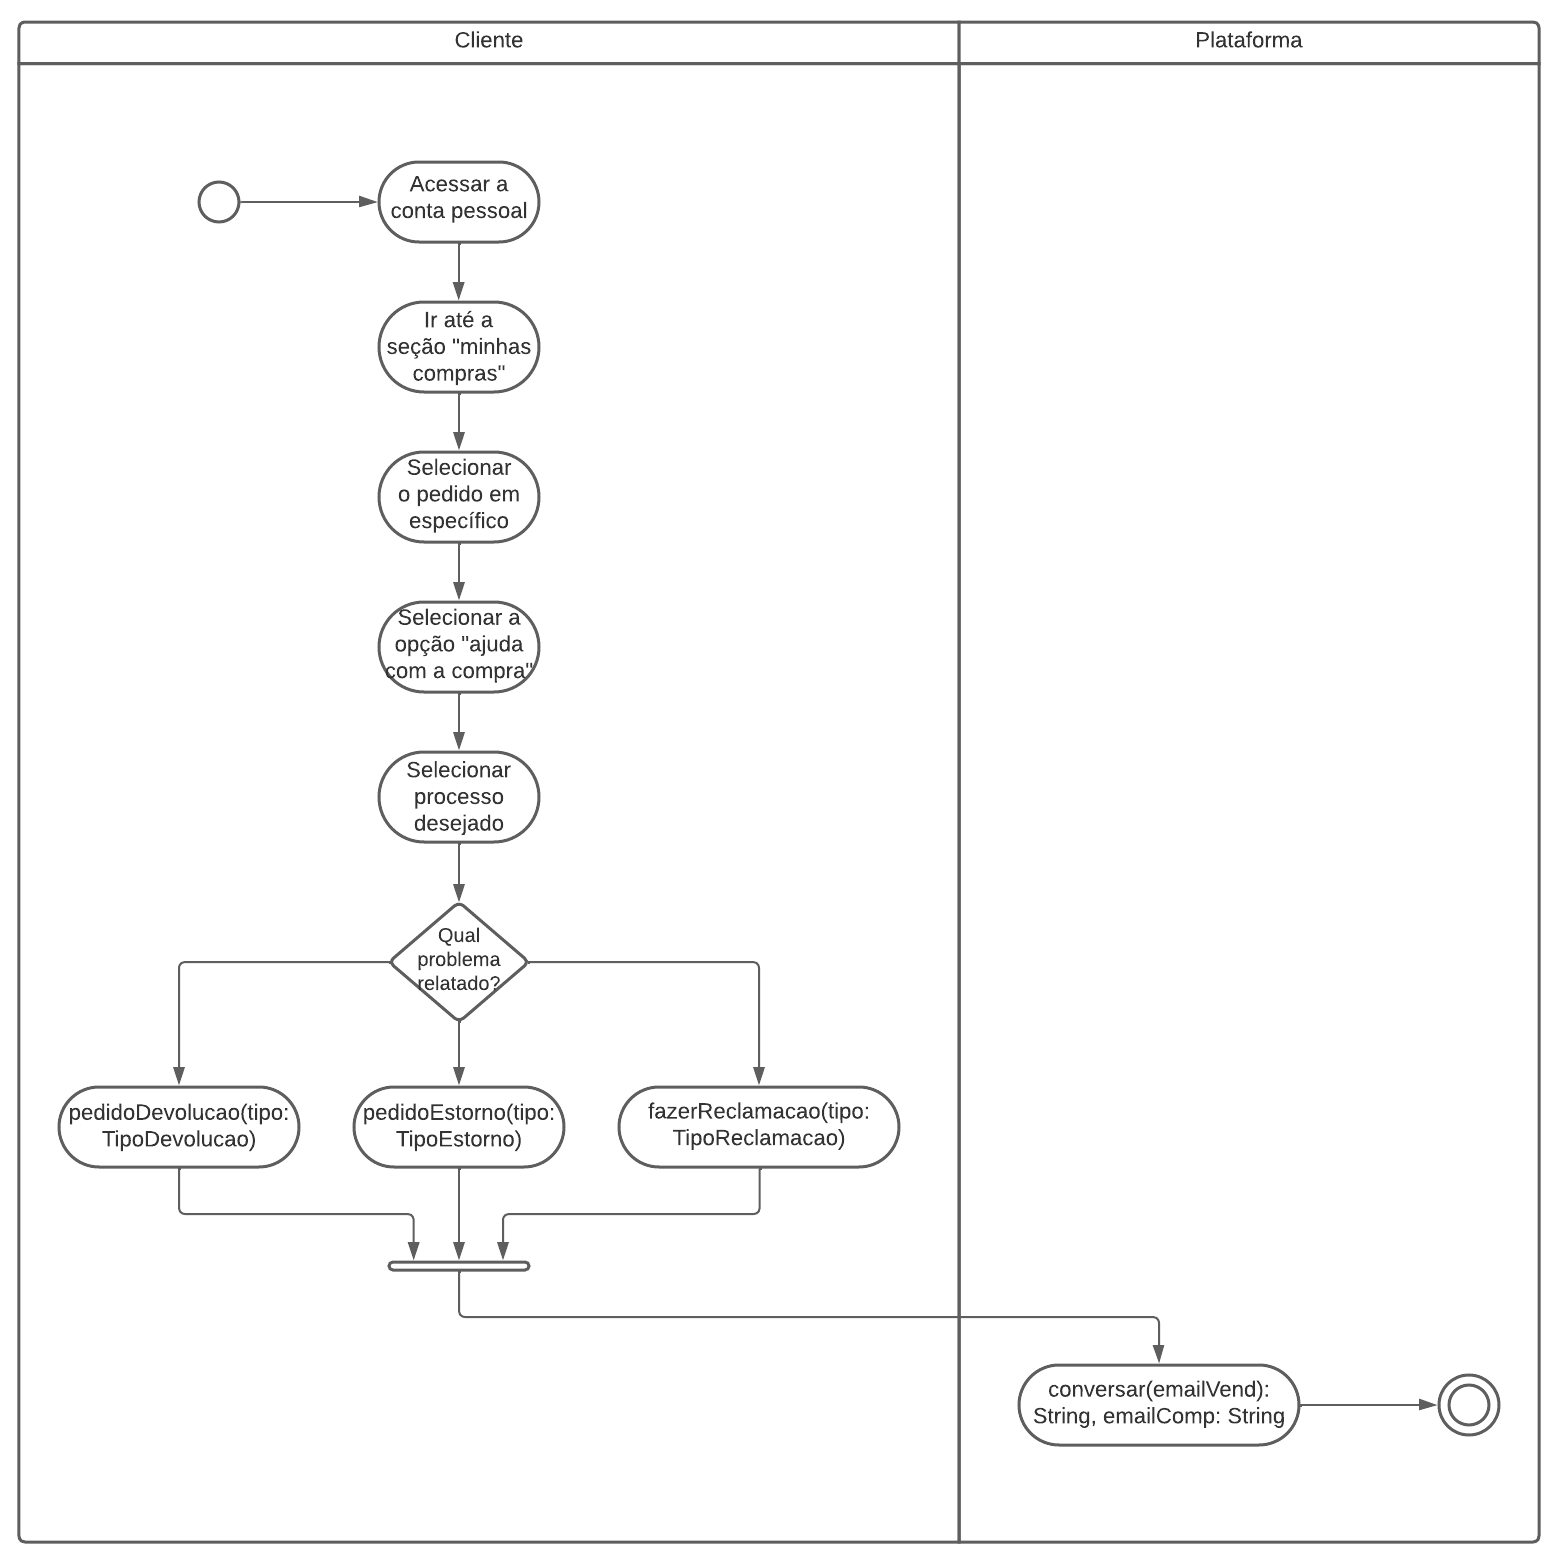 Cliente
Plataforma
Acessar a
conta pessoal
Ir até a
seção "minhas
compras"
Selecionar
o pedido em
específico
Selecionar a
opção "ajuda
com a compra"
Selecionar
processo
desejado
Qual
problema
relatado?
pedidoDevolucao(tipo:
TipoDevolucao)
pedidoEstorno(tipo:
TipoEstorno)
fazerReclamacao(tipo:
TipoReclamacao)
conversar(emailVend):
String, emailComp: String